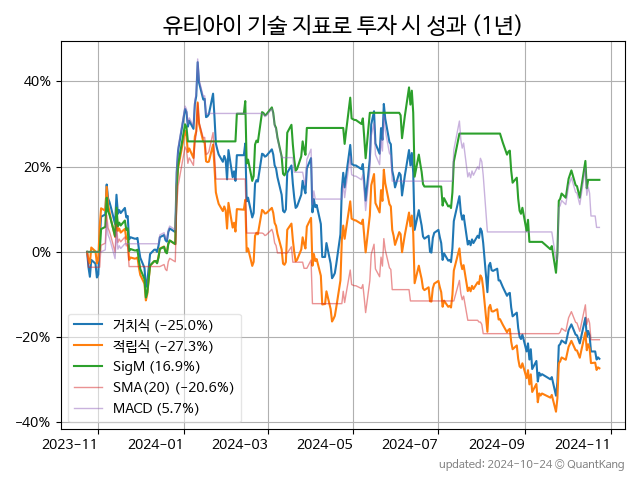 유티아이 기술 지표로 투자 시 성과 (1년)
40%
20%
0%
−20%
−40%
거치식 (−25.0%)
적립식 (−27.3%)
SigM (16.9%)
SMA(20) (−20.6%)
MACD (5.7%)
2023−11 2024−01 2024−03 2024−05 2024−07 2024−09 2024−11
updated: 2024-10-24 © QuantKang